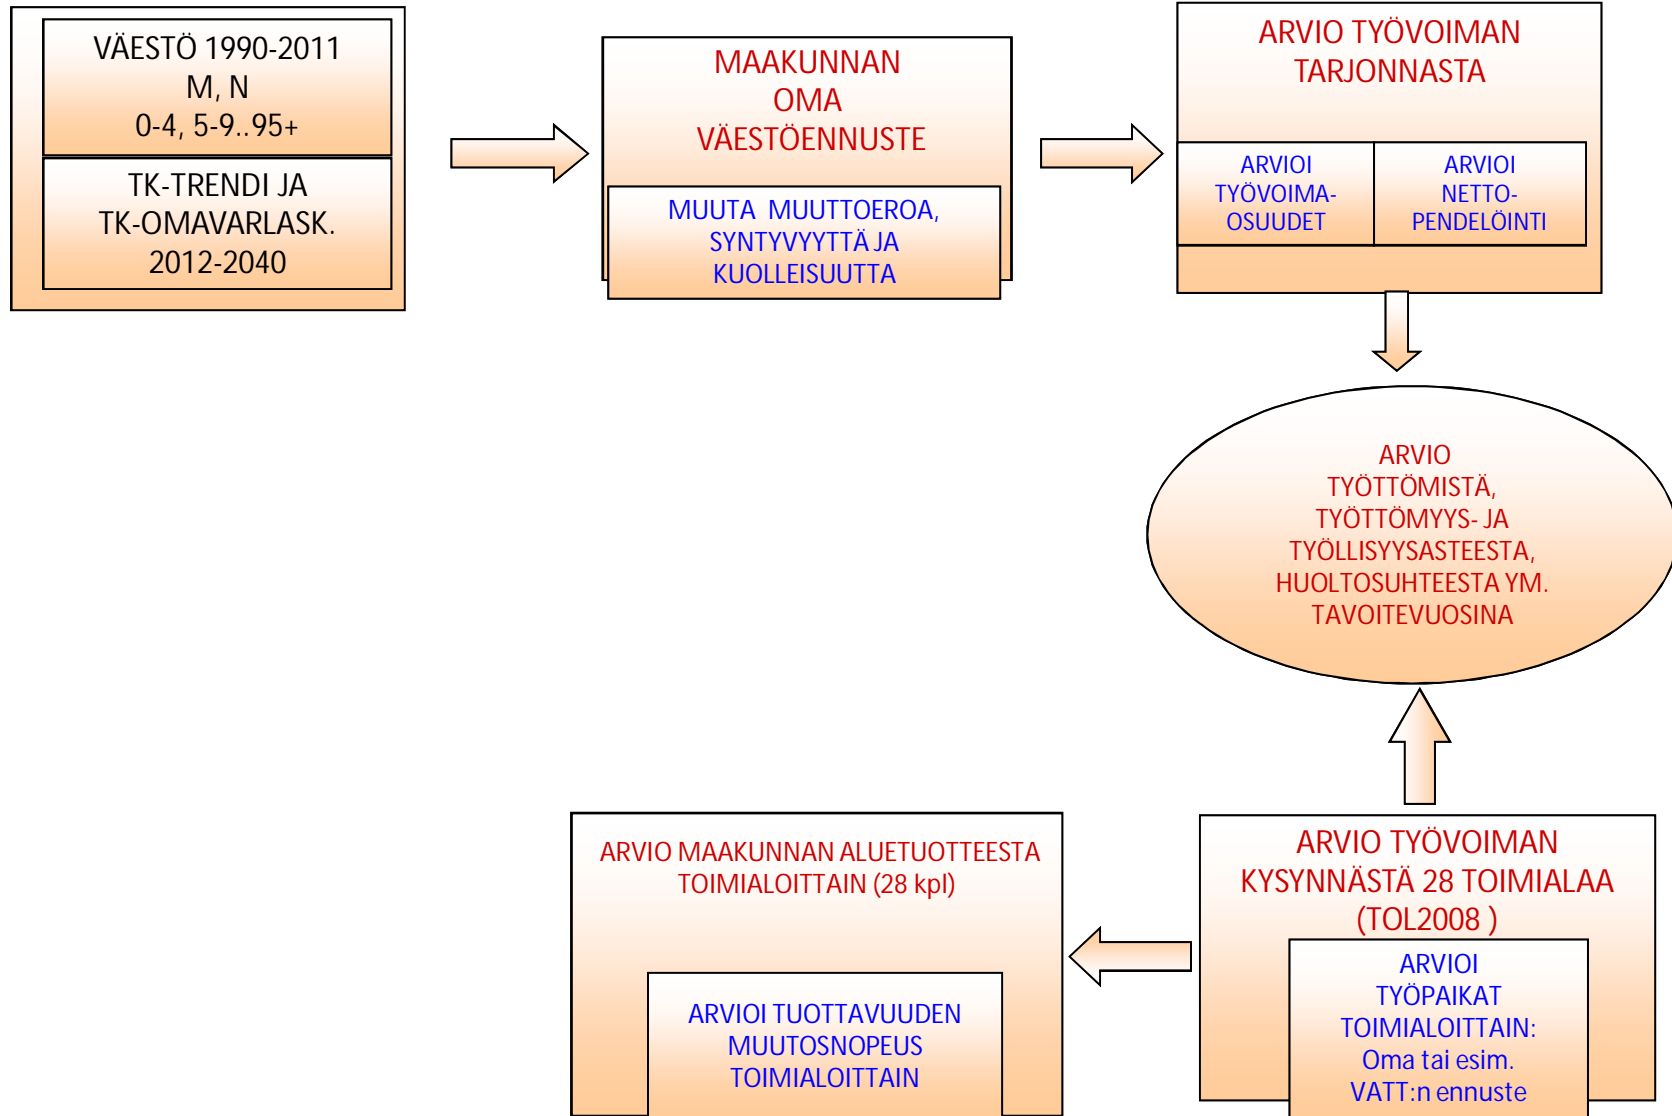 VÄESTÖ 1990-2011
M, N
0-4, 5-9..95+
TK-TRENDI JA
TK-OMAVARLASK.
2012-2040
MAAKUNNAN
OMA
VÄESTÖENNUSTE
MUUTA MUUTTOEROA,
SYNTYVYYTTÄ JA
KUOLLEISUUTTA
ARVIO TYÖVOIMAN
TARJONNASTA
ARVIOI
TYÖVOIMA-
OSUUDET
ARVIOI
NETTO-
PENDELÖINTI
ARVIO
TYÖTTÖMISTÄ,
TYÖTTÖMYYS- JA
TYÖLLISYYSASTEESTA,
HUOLTOSUHTEESTA YM.
TAVOITEVUOSINA
ARVIO MAAKUNNAN ALUETUOTTEESTA
TOIMIALOITTAIN (28 kpl)
ARVIOI TUOTTAVUUDEN
MUUTOSNOPEUS
TOIMIALOITTAIN
ARVIO TYÖVOIMAN
KYSYNNÄSTÄ 28 TOIMIALAA
(TOL2008 )
ARVIOI
TYÖPAIKAT
TOIMIALOITTAIN:
Oma tai esim.
VATT:n ennuste